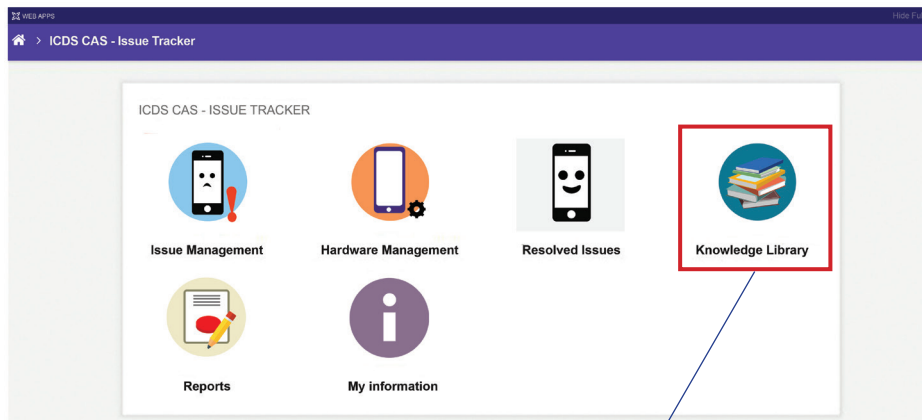 WEB APPS
Hide Fu
> ICDS CAS - Issue Tracker
ICDS CAS - ISSUE TRACKER
Issue Management
Hardware Management
Resolved Issues
Knowledge Library
Reports
My information